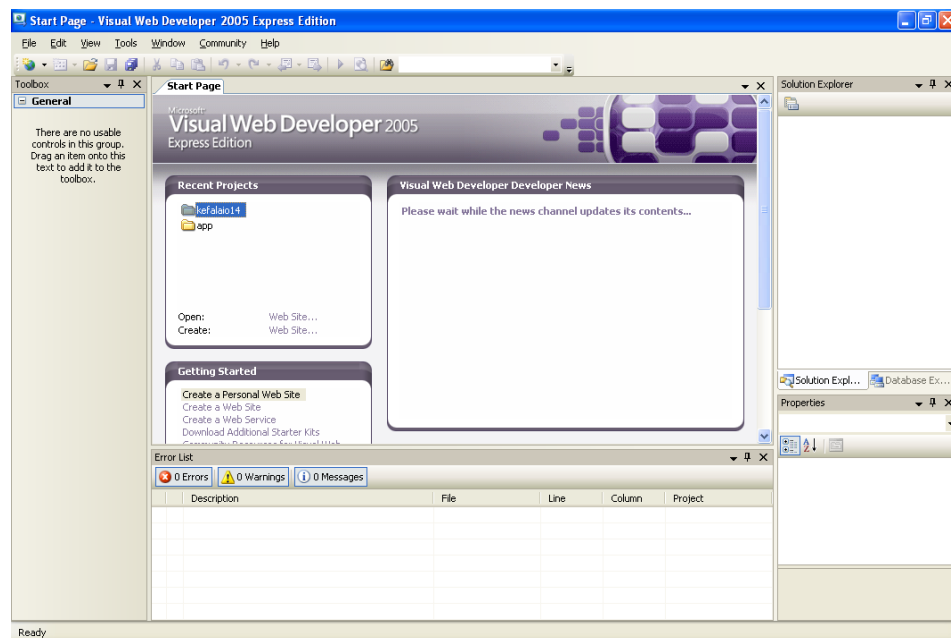 Start Page - Visual Web Developer 2005 Express Edition
File Edit View Tools Window Community Help
Toolbox
General
There are no usable
controls in this group.
Drag an item onto this
text to add it to the
toolbox.
Start Page
Microsoft
Visual Web Developer 2005
Express Edition
Recent Projects
kefalaio14
app
Open: Web Site...
Create: Web Site...
Getting Started
Create a Personal Web Site
Create a Web Site
Create a Web Service
Download Additional Starter Kits
Visual Web Developer Developer News
Please wait while the news channel updates its contents...
Error List
0 Errors 0 Warnings 0 Messages
Description File Line Column Project
Solution Explorer
Solution Expl... Database Ex...
Properties
Ready